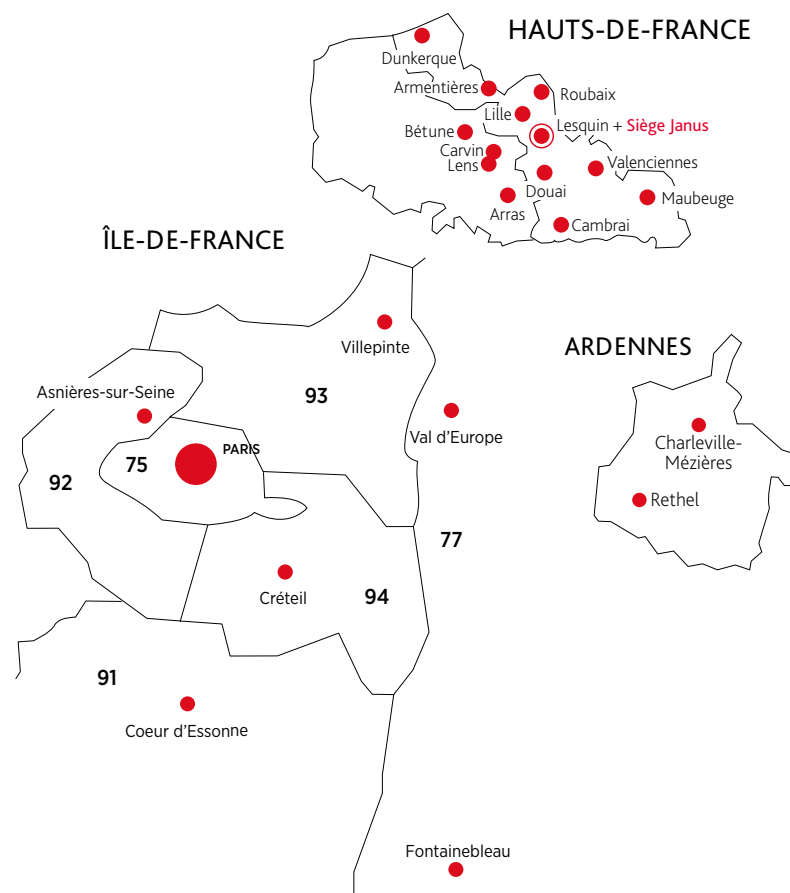 HAUTS-DE-FRANCE
Dunkerque
Armentières
Roubaix
Lille
Lesquin + Siège Janus
Bétune
Carvin
Lens
Valenciennes
Douai
Maubeuge
Arras
Cambrai
ÎLE-DE-FRANCE
Villepinte
ARDENNES
Asnières-sur-Seine
93
Val d'Europe
Charleville-
Mézières
PARIS
75
92
Rethel
77
Créteil
94
91
Coeur d'Essonne
Fontainebleau